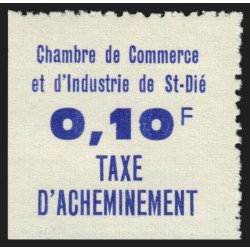 Chambre de Commerce
et d'Industrie de St-Dié
0,10F
TAXE
D'ACHEMINEMENT